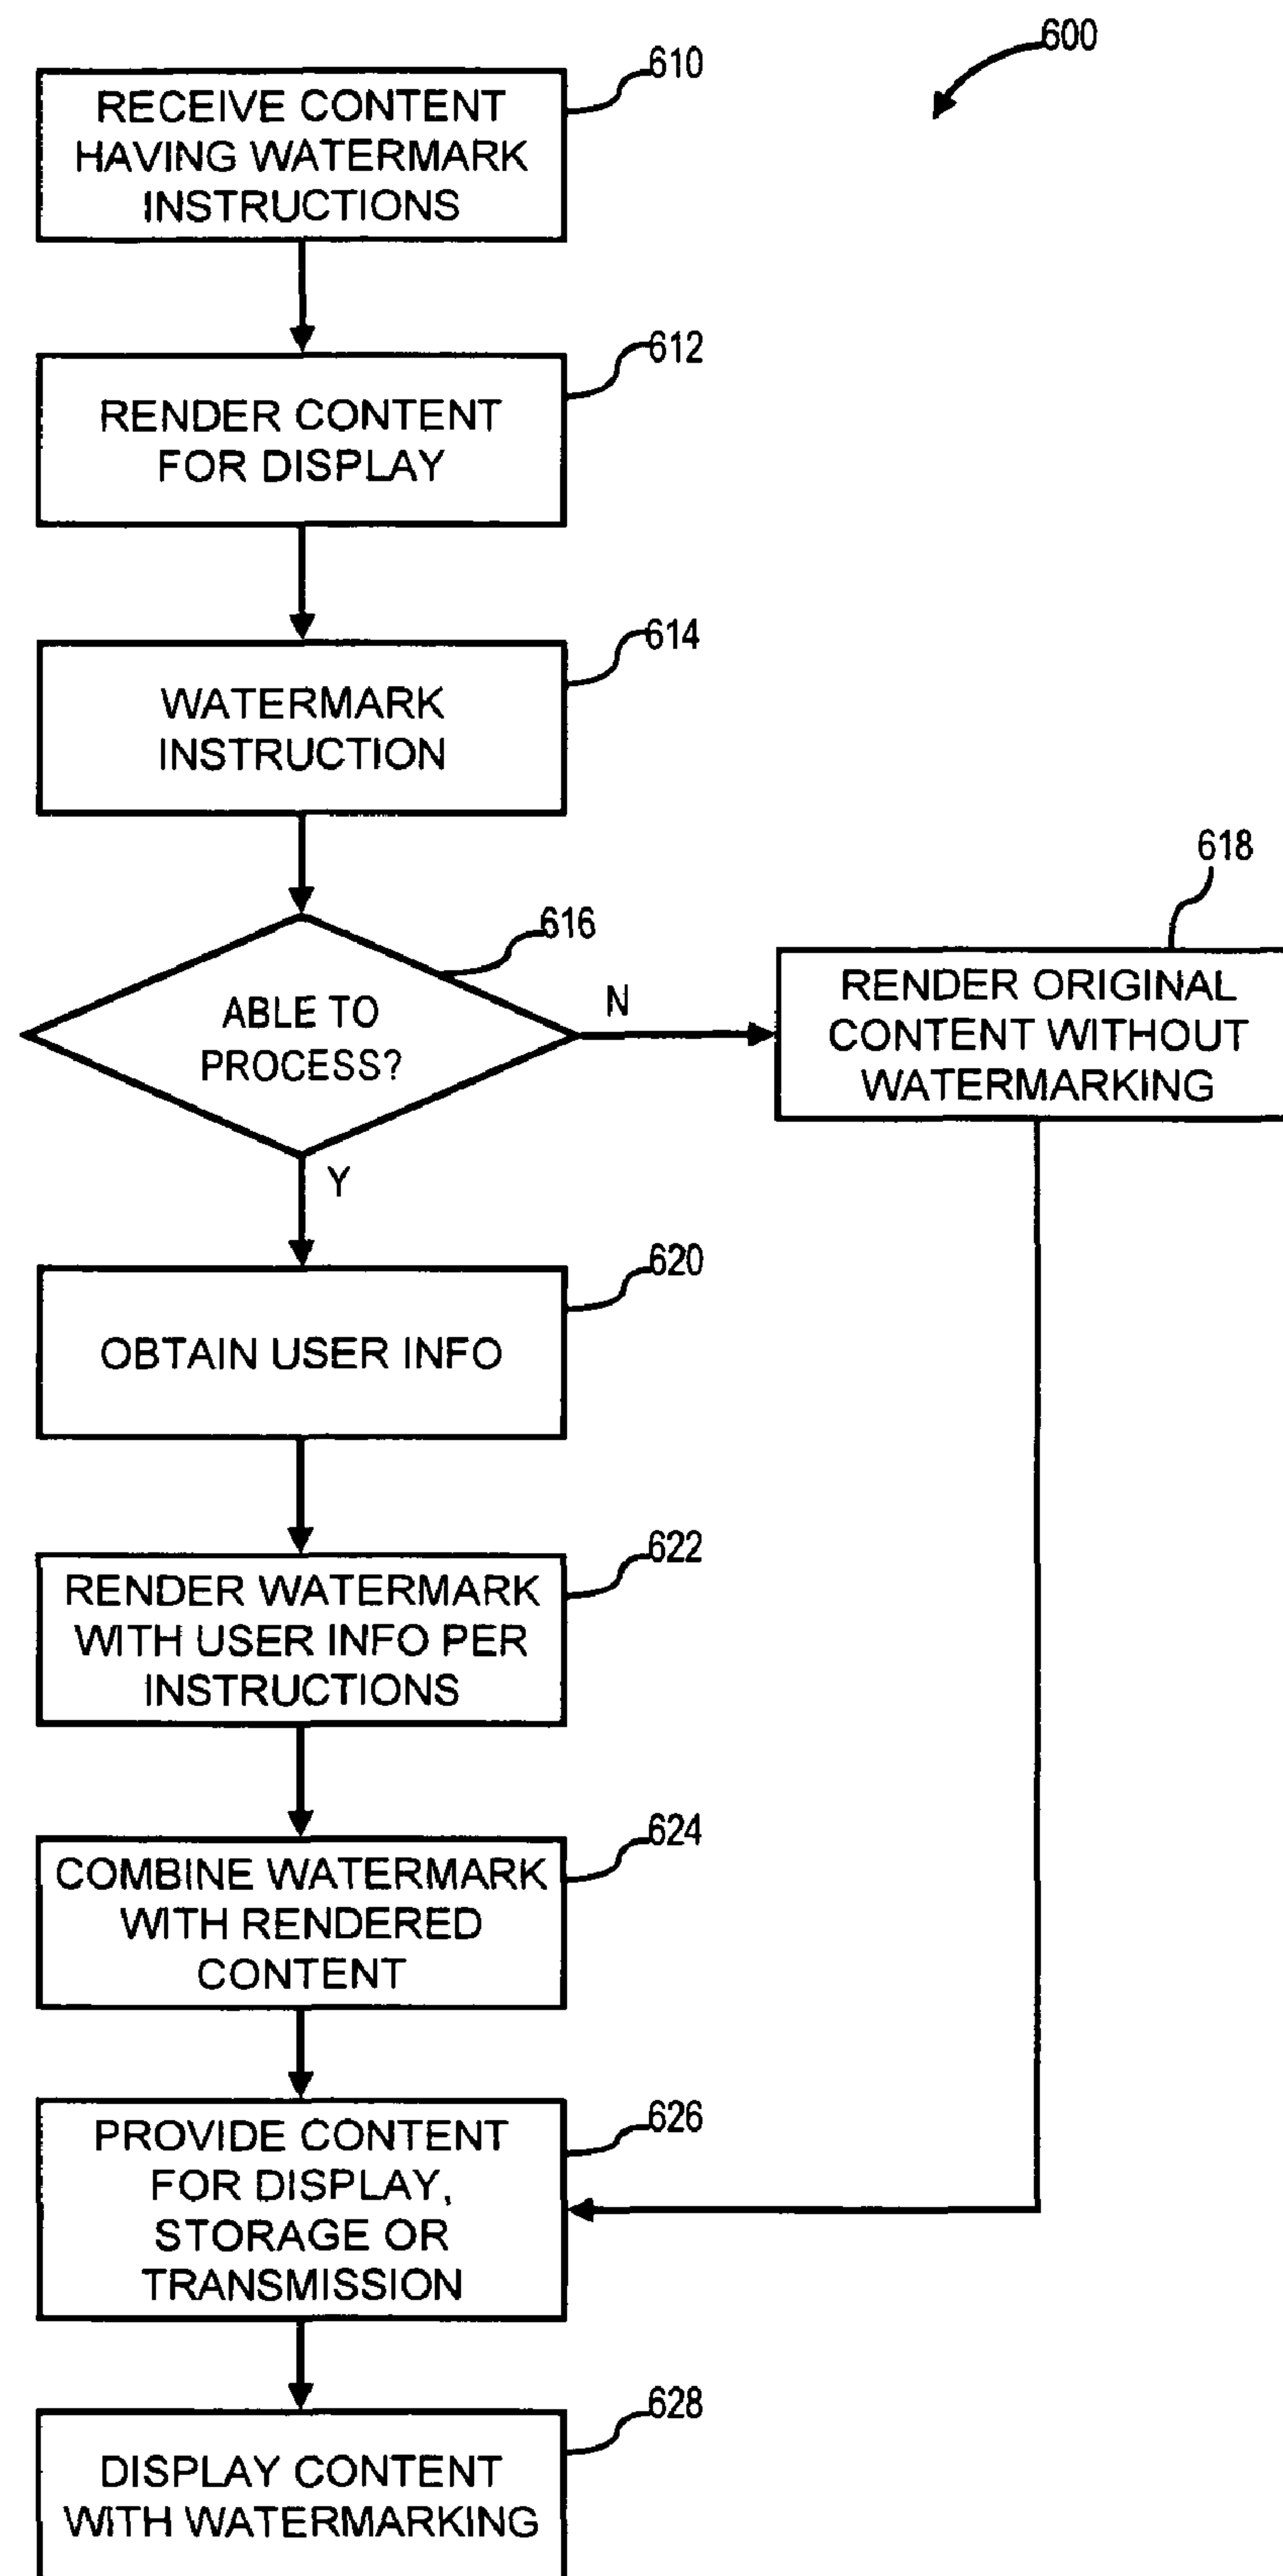 600
610
RECEIVE CONTENT
HAVING WATERMARK
INSTRUCTIONS
612
RENDER CONTENT
FOR DISPLAY
614
WATERMARK
INSTRUCTION
616
ABLE TO
PROCESS?
N
618
RENDER ORIGINAL
CONTENT WITHOUT
WATERMARKING
Y
620
OBTAIN USER INFO
622
RENDER WATERMARK
WITH USER INFO PER
INSTRUCTIONS
624
COMBINE WATERMARK
WITH RENDERED
CONTENT
626
PROVIDE CONTENT
FOR DISPLAY,
STORAGE OR
TRANSMISSION
628
DISPLAY CONTENT
WITH WATERMARKING